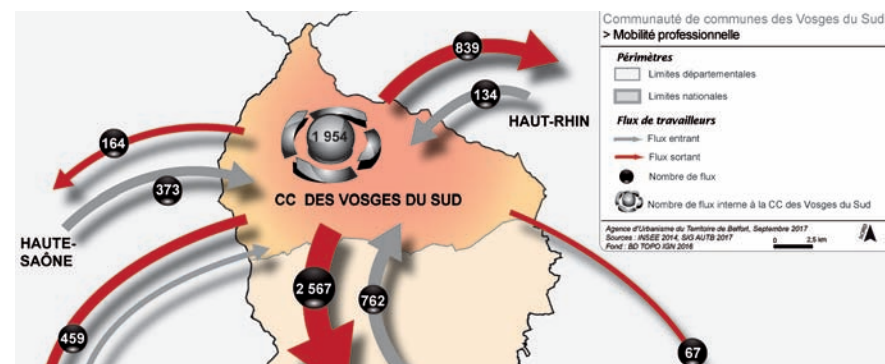 Communauté de communes des Vosges du Sud
> Mobilité professionnelle
Périmètres
Limites départementales
Limites nationales
Flux de travailleurs
Flux entrant
Flux sortant
Nombre de flux
Nombre de flux interne à la CC des Vosges du Sud
Agence d'Urbanisme du Territoire de Belfort, Septembre 2017
Sources : INSEE 2014, SIG AUTB 2017
Fond : BD TOPO IGN 2016
0 2,5 km
NORD
839
134
HAUT-RHIN
1 954
164
373
CC DES VOSGES DU SUD
HAUTE-
SAÔNE
2 567
762
459
67